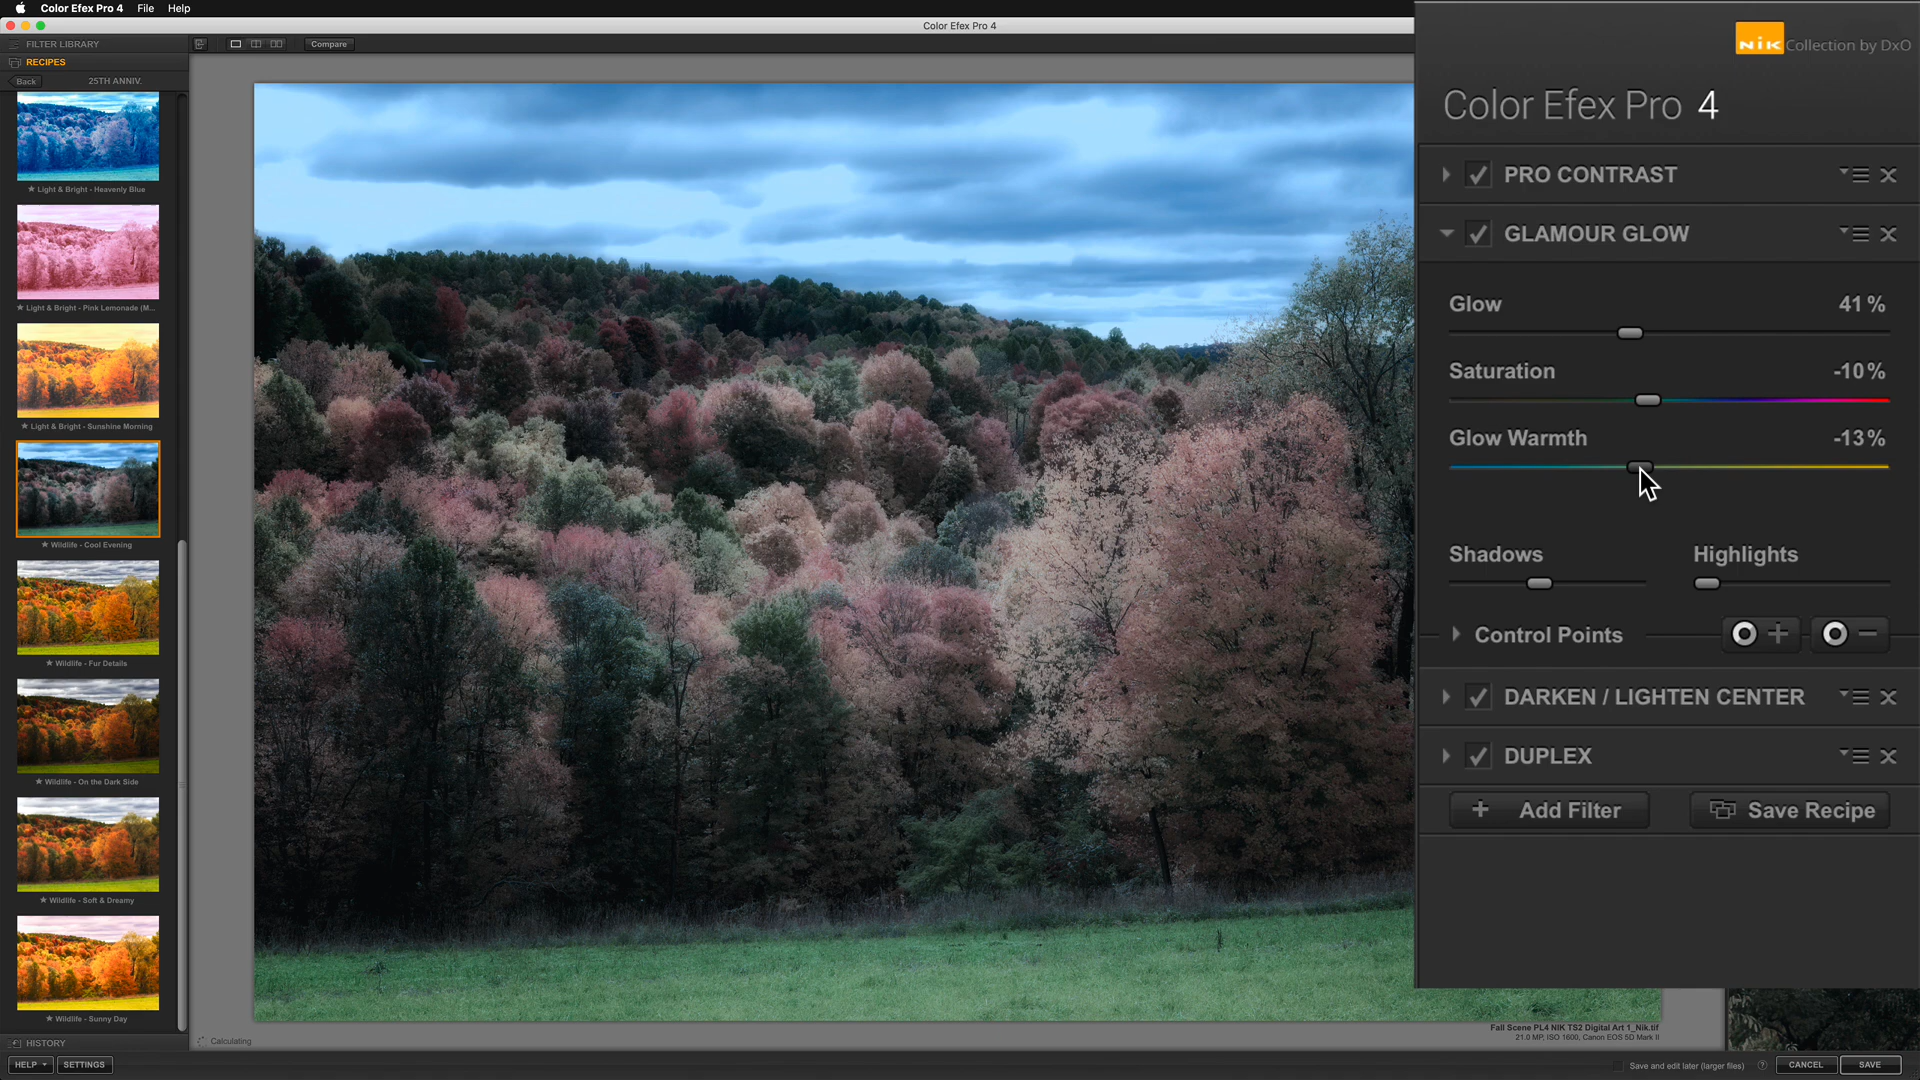 Color Efex Pro 4 File Help
Color Efex Pro 4
FILTER LIBRARY
Compare
RECIPES
Back 25TH ANNIV.
Light & Bright - Heavenly Blue
Light & Bright - Pink Lemonade (M...
Light & Bright - Sunshine Morning
Wildlife - Cool Evening
Wildlife - Fur Details
Wildlife - On the Dark Side
Wildlife - Soft & Dreamy
Wildlife - Sunny Day
HISTORY
HELP SETTINGS
Calculating
Fall Scene PL4 NIK TS2 Digital Art 1_Nik.tif
21.0 MP, ISO 1600, Canon EOS 5D Mark II
Nik Collection by DxO
Color Efex Pro 4
PRO CONTRAST
GLAMOUR GLOW
Glow 41%
Saturation -10%
Glow Warmth -13%
Shadows Highlights
Control Points
DARKEN / LIGHTEN CENTER
DUPLEX
Add Filter Save Recipe
Save and edit later (larger files) ? CANCEL SAVE